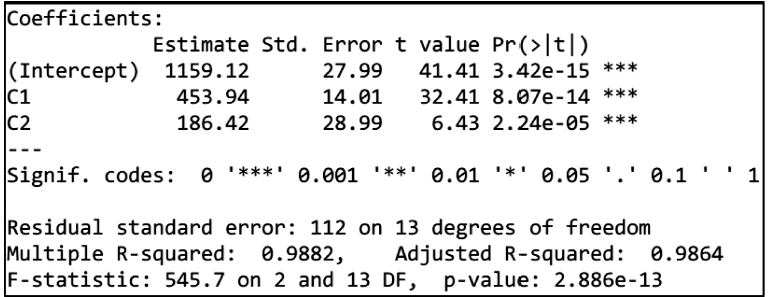 Coefficients:
Estimate Std. Error t value Pr(>|t|)
(Intercept) 1159.12 27.99 41.41 3.42e-15 ***
C1 453.94 14.01 32.41 8.07e-14 ***
C2 186.42 28.99 6.43 2.24e-05 ***
---
Signif. codes: 0 '***' 0.001 '**' 0.01 '*' 0.05 '.' 0.1 ' ' 1
Residual standard error: 112 on 13 degrees of freedom
Multiple R-squared: 0.9882, Adjusted R-squared: 0.9864
F-statistic: 545.7 on 2 and 13 DF, p-value: 2.886e-13